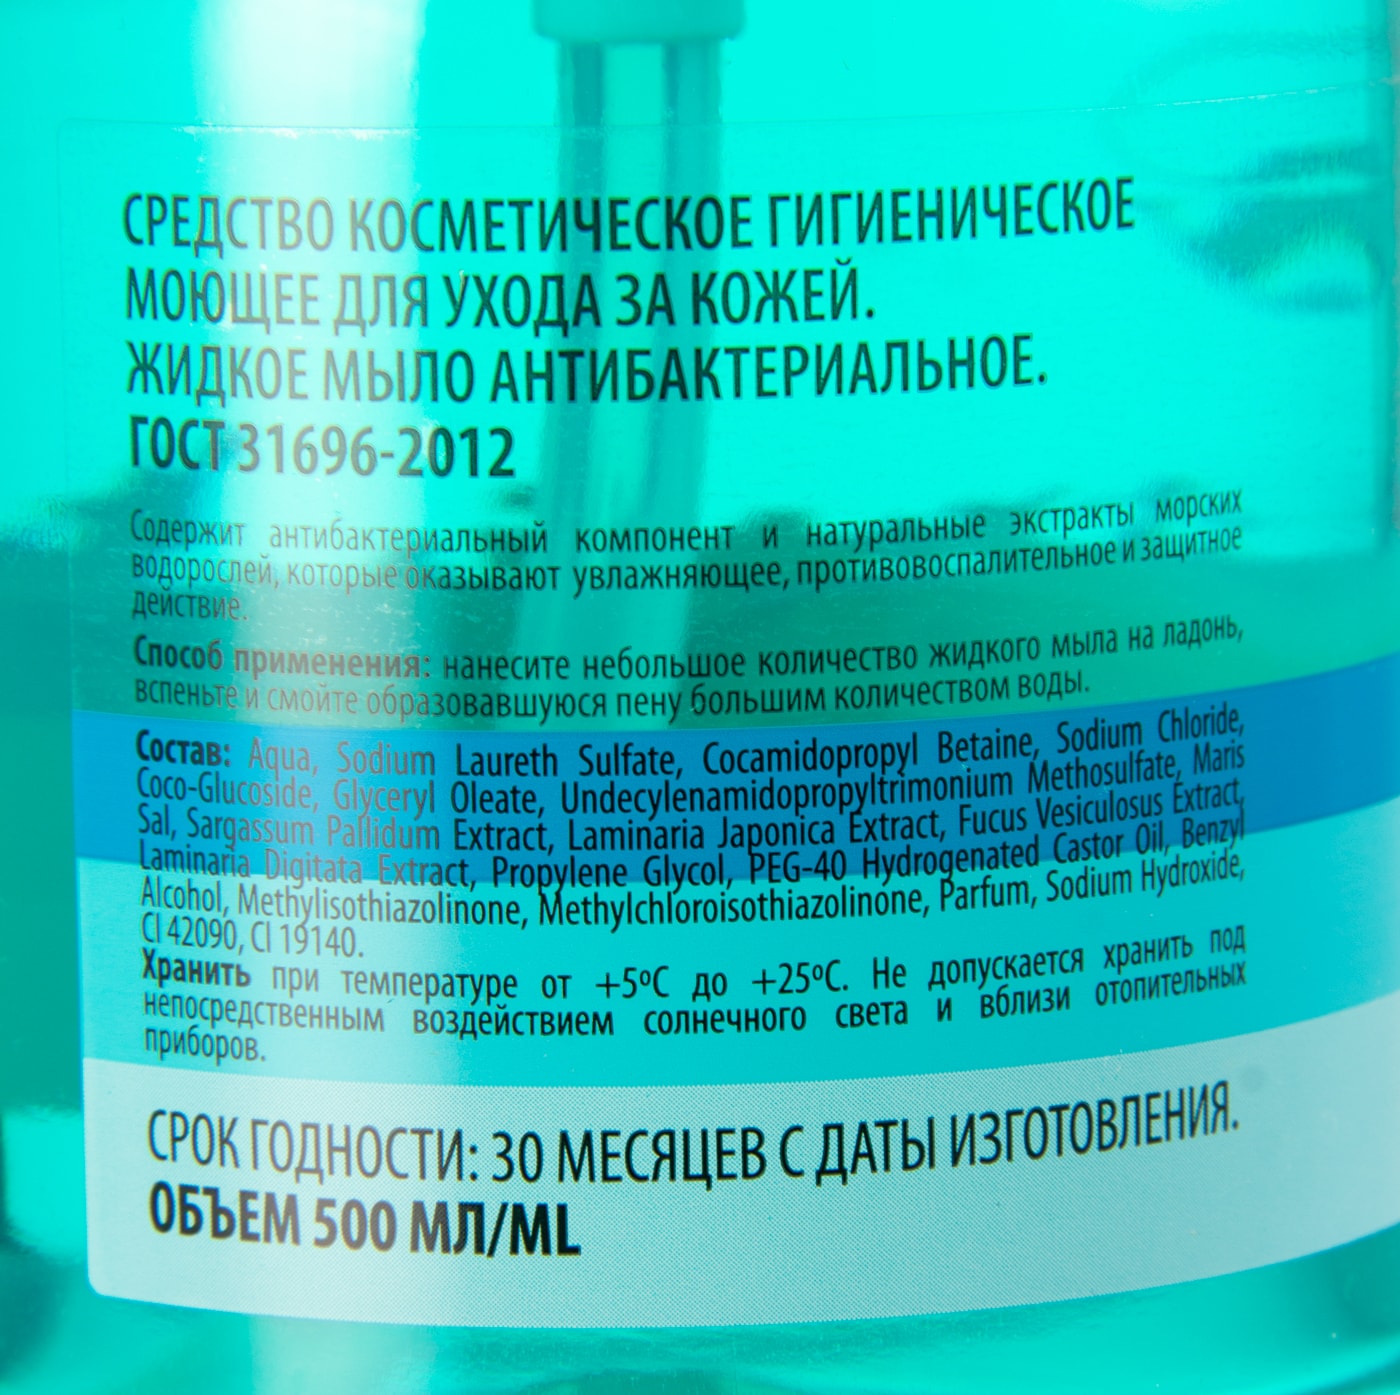 СРЕДСТВО КОСМЕТИЧЕСКОЕ ГИГИЕНИЧЕСКОЕ
МОЮЩЕЕ ДЛЯ УХОДА ЗА КОЖЕЙ.
ЖИДКОЕ МЫЛО АНТИБАКТЕРИАЛЬНОЕ.
ГОСТ 31696-2012
Содержит антибактериальный компонент и натуральные экстракты морских
водорослей, которые оказывают увлажняющее, противовоспалительное и защитное
действие.
Способ применения: нанесите небольшое количество жидкого мыла на ладонь,
вспеньте и смойте образовавшуюся пену большим количеством воды.
Состав: Aqua, Sodium Laureth Sulfate, Cocamidopropyl Betaine, Sodium Chloride,
Coco-Glucoside, Glyceryl Oleate, Undecylenamidopropyltrimonium Methosulfate, Maris
Sal, Sargassum Pallidum Extract, Laminaria Japonica Extract, Fucus Vesiculosus Extract,
Laminaria Digitata Extract, Propylene Glycol, PEG-40 Hydrogenated Castor Oil, Benzyl
Alcohol, Methylisothiazolinone, Methylchloroisothiazolinone, Parfum, Sodium Hydroxide,
CI 42090, CI 19140.
Хранить при температуре от +5ºC до +25ºC. Не допускается хранить под
непосредственным воздействием солнечного света и вблизи отопительных
приборов.
СРОК ГОДНОСТИ: 30 МЕСЯЦЕВ С ДАТЫ ИЗГОТОВЛЕНИЯ.
ОБЪЕМ 500 МЛ/ML